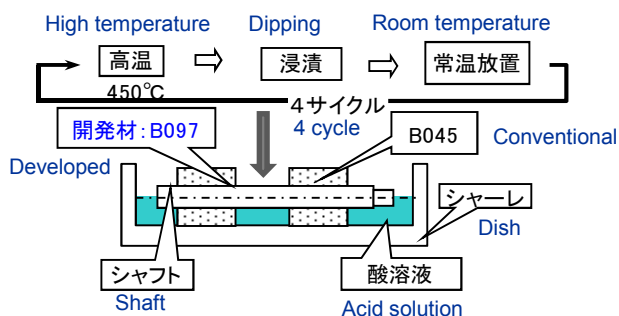 High temperature
Dipping
Room temperature
高温
浸漬
常温放置
450℃
4サイクル
4 cycle
開発材：B097
B045
Conventional
Developed
シャーレ
Dish
シャフト
Shaft
酸溶液
Acid solution